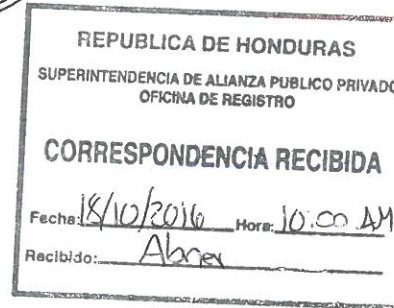 REPUBLICA DE HONDURAS
SUPERINTENDENCIA DE ALIANZA PUBLICO PRIVADO
OFICINA DE REGISTRO
CORRESPONDENCIA RECIBIDA
Fecha: 18/10/2016 Hora: 10:00 AM
Recibido: Abner